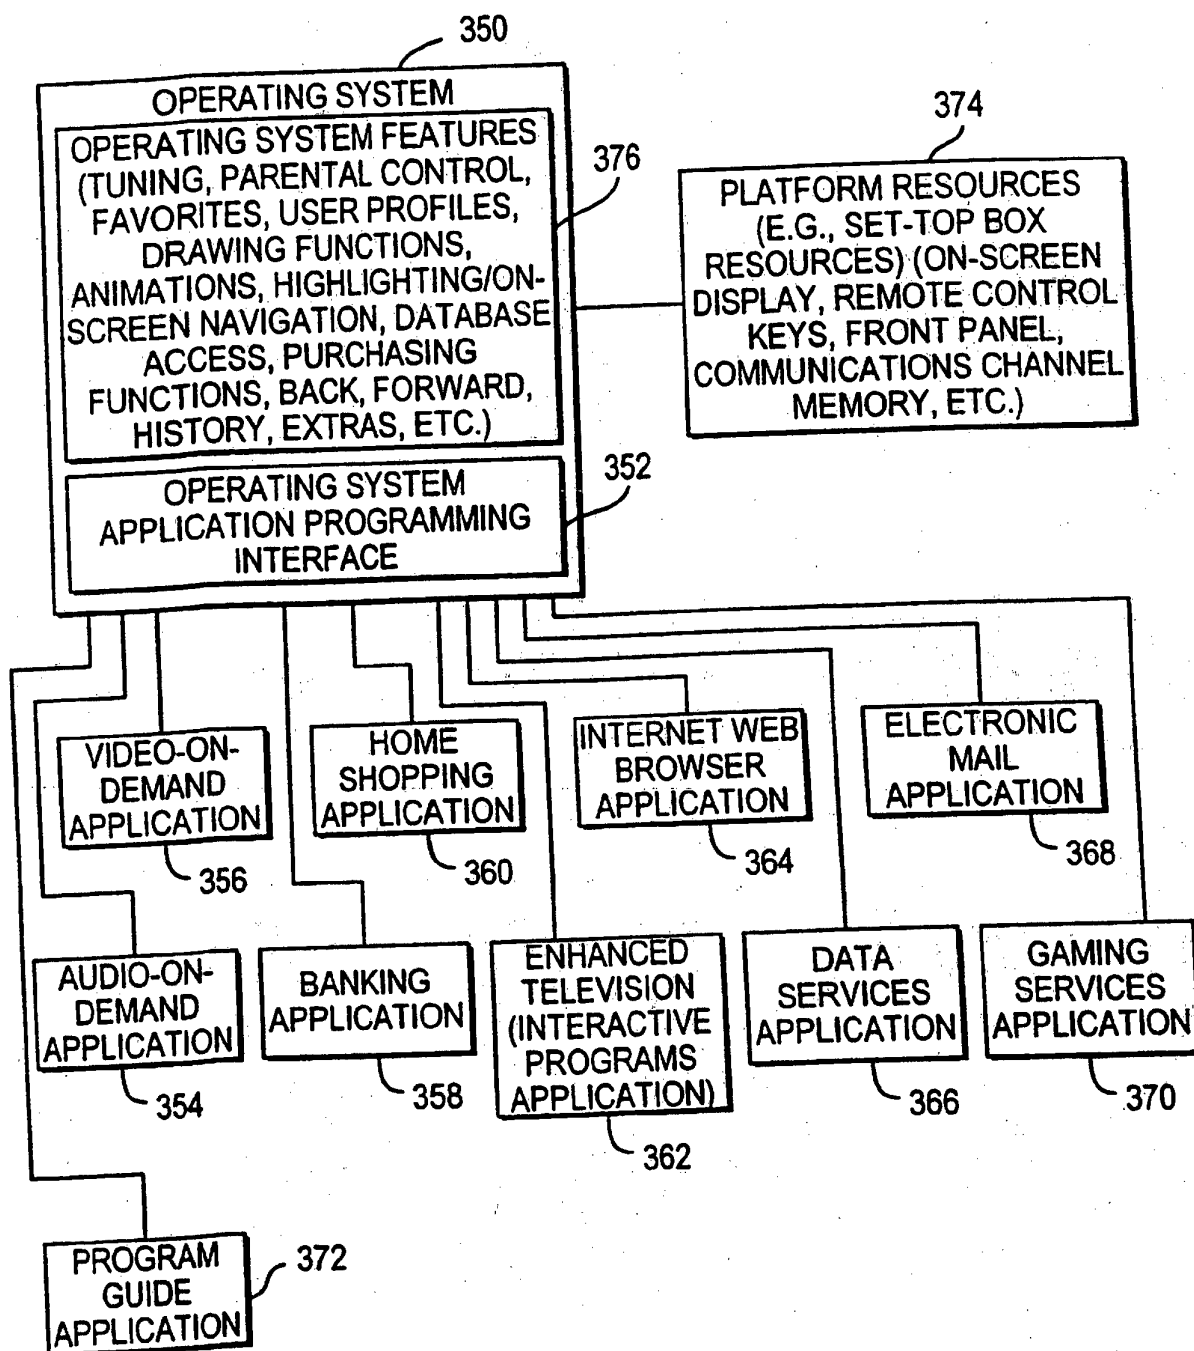 350
OPERATING SYSTEM
OPERATING SYSTEM FEATURES
(TUNING, PARENTAL CONTROL,
FAVORITES, USER PROFILES,
DRAWING FUNCTIONS,
ANIMATIONS, HIGHLIGHTING/ON-
SCREEN NAVIGATION, DATABASE
ACCESS, PURCHASING
FUNCTIONS, BACK, FORWARD,
HISTORY, EXTRAS, ETC.)
376
374
PLATFORM RESOURCES
(E.G., SET-TOP BOX
RESOURCES) (ON-SCREEN
DISPLAY, REMOTE CONTROL
KEYS, FRONT PANEL,
COMMUNICATIONS CHANNEL
MEMORY, ETC.)
OPERATING SYSTEM
APPLICATION PROGRAMMING
INTERFACE
352
VIDEO-ON-
DEMAND
APPLICATION
356
HOME
SHOPPING
APPLICATION
360
INTERNET WEB
BROWSER
APPLICATION
364
ELECTRONIC
MAIL
APPLICATION
368
AUDIO-ON-
DEMAND
APPLICATION
354
BANKING
APPLICATION
358
ENHANCED
TELEVISION
(INTERACTIVE
PROGRAMS
APPLICATION)
362
DATA
SERVICES
APPLICATION
366
GAMING
SERVICES
APPLICATION
370
PROGRAM
GUIDE
APPLICATION
372